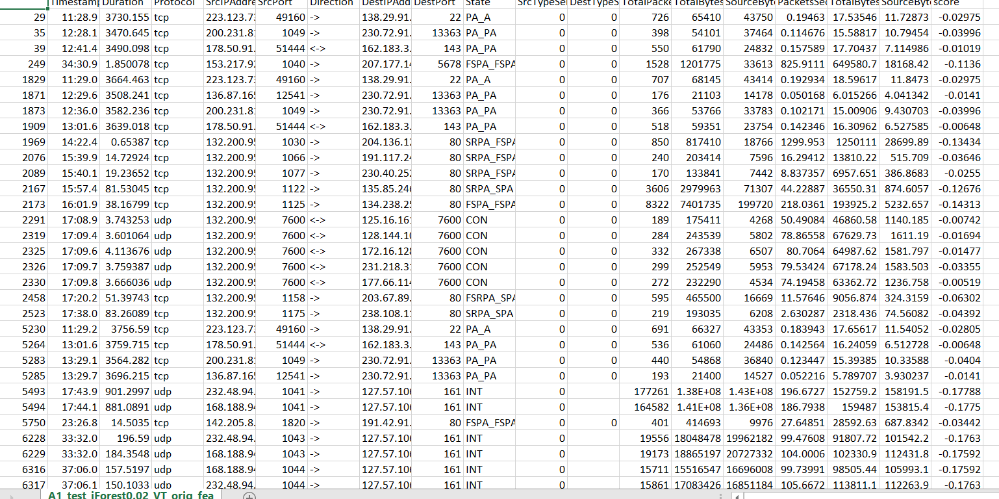 Timestamp Duration Protocol SrcIPAddre SrcPort Direction DestIPAdd DestPort State SrcTypeSe DestTypeS TotalPacke TotalBytes SourceByte PacketsSec TotalBytes SourceByte score
29 11:28.9 3730.155 tcp 223.123.73 49160 -> 138.29.91. 22 PA_A 0 0 726 65410 43750 0.19463 17.53546 11.72873 -0.02975
35 12:28.1 3470.645 tcp 200.231.8 1049 -> 230.72.91. 13363 PA_PA 0 0 398 54101 37464 0.114676 15.58817 10.79454 -0.03996
39 12:41.4 3490.098 tcp 178.50.91. 51444 <-> 162.183.3. 143 PA_PA 0 0 550 61790 24832 0.157589 17.70437 7.114986 -0.01019
249 34:30.9 1.850078 tcp 153.217.9 1040 -> 207.177.1 5678 FSPA_FSPA 0 0 1528 1201775 33613 825.9111 649580.7 18168.42 -0.1136
1829 11:29.0 3664.463 tcp 223.123.73 49160 -> 138.29.91. 22 PA_A 0 0 707 68145 43414 0.192934 18.59617 11.8473 -0.02975
1871 12:29.6 3508.241 tcp 136.87.16 12541 -> 230.72.91. 13363 PA_PA 0 0 176 21103 14178 0.050168 6.015266 4.041342 -0.0141
1873 12:36.0 3582.236 tcp 200.231.8 1049 -> 230.72.91. 13363 PA_PA 0 0 366 53766 33783 0.102171 15.00906 9.430703 -0.03996
1909 13:01.6 3639.018 tcp 178.50.91. 51444 <-> 162.183.3. 143 PA_PA 0 0 518 59351 23754 0.142346 16.30962 6.527585 -0.00648
1969 14:22.4 0.65387 tcp 132.200.9 1030 -> 204.136.1 80 SRPA_FSPA 0 0 850 817410 18766 1299.953 1250111 28699.89 -0.13434
2076 15:39.9 14.72924 tcp 132.200.9 1066 -> 191.117.2 80 SRPA_FSPA 0 0 240 203414 7596 16.29412 13810.22 515.709 -0.03646
2089 15:40.1 19.23652 tcp 132.200.9 1077 -> 230.40.25 80 SRPA_FSPA 0 0 170 133841 7442 8.837357 6957.651 386.8683 -0.0255
2167 15:57.4 81.53045 tcp 132.200.9 1122 -> 135.85.24 80 SRPA_SPA 0 0 3606 2979963 71307 44.22887 36550.31 874.6057 -0.12676
2173 16:01.9 38.16799 tcp 132.200.9 1125 -> 134.238.2 80 FSPA_FSPA 0 0 8322 7401735 199720 218.0361 193925.2 5232.657 -0.14313
2291 17:08.9 3.743253 udp 132.200.9 7600 <-> 125.16.16 7600 CON 0 0 189 175411 4268 50.49084 46860.58 1140.185 -0.00742
2319 17:09.4 3.601064 udp 132.200.9 7600 <-> 128.144.1 7600 CON 0 0 284 243539 5802 78.86558 67629.73 1611.19 -0.01694
2325 17:09.6 4.113676 udp 132.200.9 7600 <-> 172.16.12 7600 CON 0 0 332 267338 6507 80.7064 64987.62 1581.797 -0.01477
2326 17:09.7 3.759387 udp 132.200.9 7600 <-> 231.218.3 7600 CON 0 0 299 252549 5953 79.53424 67178.24 1583.503 -0.03355
2330 17:09.8 3.666036 udp 132.200.9 7600 <-> 177.66.11 7600 CON 0 0 272 232290 4534 74.19458 63362.72 1236.758 -0.00519
2458 17:20.2 51.39743 tcp 132.200.9 1158 -> 203.67.89. 80 FSRPA_SPA 0 0 595 465500 16669 11.57646 9056.874 324.3159 -0.06302
2523 17:38.0 83.26089 tcp 132.200.9 1175 -> 238.108.1 80 SRPA_SPA 0 0 219 193035 6208 2.630287 2318.436 74.56082 -0.04392
5230 11:29.2 3756.59 tcp 223.123.73 49160 -> 138.29.91. 22 PA_A 0 0 691 66327 43353 0.183943 17.65617 11.54052 -0.02805
5264 13:01.6 3759.715 tcp 178.50.91. 51444 <-> 162.183.3. 143 PA_PA 0 0 536 61060 24486 0.142564 16.24059 6.512728 -0.00648
5283 13:29.1 3564.282 tcp 200.231.8 1049 -> 230.72.91. 13363 PA_PA 0 0 440 54868 36840 0.123447 15.39385 10.33588 -0.0404
5285 13:29.7 3696.215 tcp 136.87.16 12541 -> 230.72.91. 13363 PA_PA 0 0 193 21400 14527 0.052216 5.789707 3.930237 -0.0141
5493 17:43.9 901.2997 udp 232.48.94. 1041 -> 127.57.10 161 INT 0 177261 1.38E+08 1.43E+08 196.6727 152759.2 158191.5 -0.17788
5494 17:44.1 881.0891 udp 168.188.9 1041 -> 127.57.10 161 INT 0 164582 1.41E+08 1.36E+08 186.7938 159487 153815.4 -0.1775
5750 23:26.8 14.5035 tcp 142.205.8. 1820 -> 191.42.91. 80 FSPA_FSPA 0 0 401 414693 9976 27.64851 28592.63 687.8342 -0.03442
6228 33:32.0 196.59 udp 232.48.94. 1043 -> 127.57.10 161 INT 0 19556 18048478 19962182 99.47608 91807.72 101542.2 -0.1763
6229 33:32.0 184.3548 udp 168.188.9 1043 -> 127.57.10 161 INT 0 19173 18865197 20727332 104.0006 102330.9 112431.8 -0.17592
6316 37:06.0 157.5197 udp 168.188.9 1044 -> 127.57.10 161 INT 0 15711 15516547 16696008 99.73991 98505.44 105993.1 -0.17592
6317 37:06.1 150.1033 udp 232.48.94. 1044 -> 127.57.10 161 INT 0 15861 17083426 16851184 105.6672 113811.1 112263.9 -0.1763
A1_test_iForest0.02_VT_orig_fea